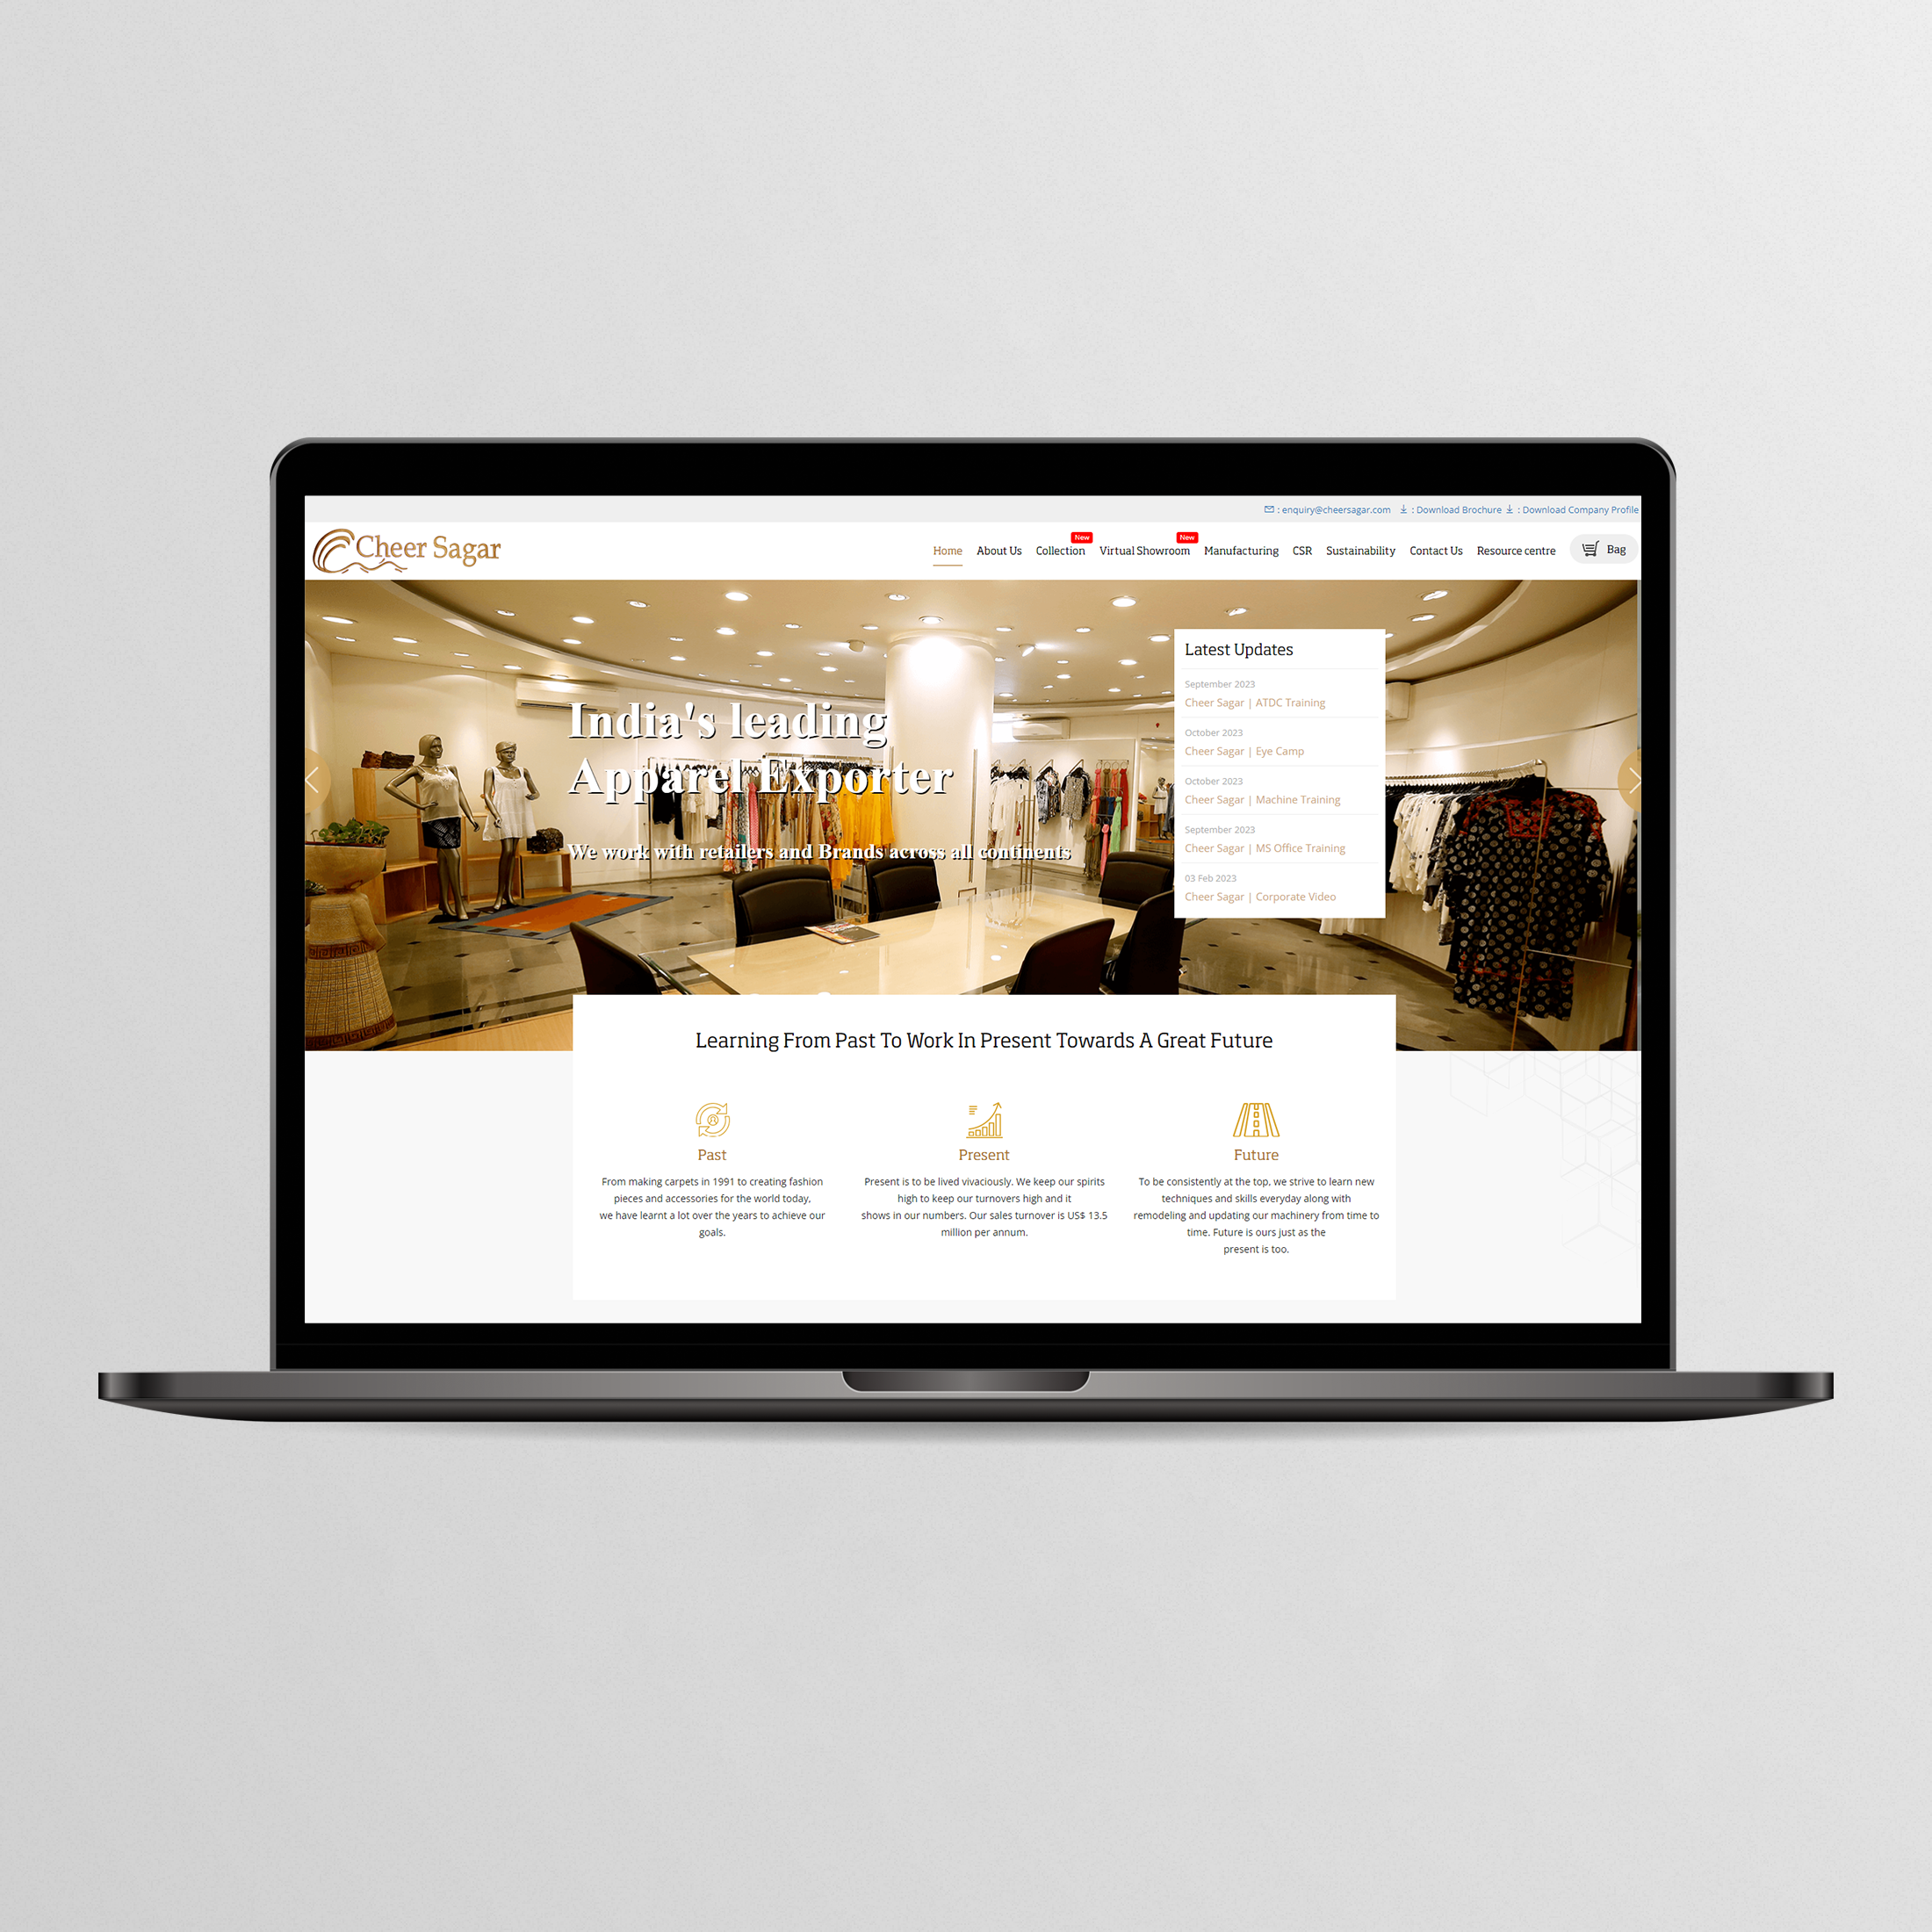 : enquiry@cheersagar.com : Download Brochure : Download Company Profile
Cheer Sagar
New New
Home About Us Collection Virtual Showroom Manufacturing CSR Sustainability Contact Us Resource centre Bag
India's leading
Apparel Exporter
We work with retailers and Brands across all continents
Latest Updates
September 2023
Cheer Sagar | ATDC Training
October 2023
Cheer Sagar | Eye Camp
October 2023
Cheer Sagar | Machine Training
September 2023
Cheer Sagar | MS Office Training
03 Feb 2023
Cheer Sagar | Corporate Video
Learning From Past To Work In Present Towards A Great Future
Past
From making carpets in 1991 to creating fashion
pieces and accessories for the world today,
we have learnt a lot over the years to achieve our
goals.
Present
Present is to be lived vivaciously. We keep our spirits
high to keep our turnovers high and it
shows in our numbers. Our sales turnover is US$ 13.5
million per annum.
Future
To be consistently at the top, we strive to learn new
techniques and skills everyday along with
remodeling and updating our machinery from time to
time. Future is ours just as the
present is too.